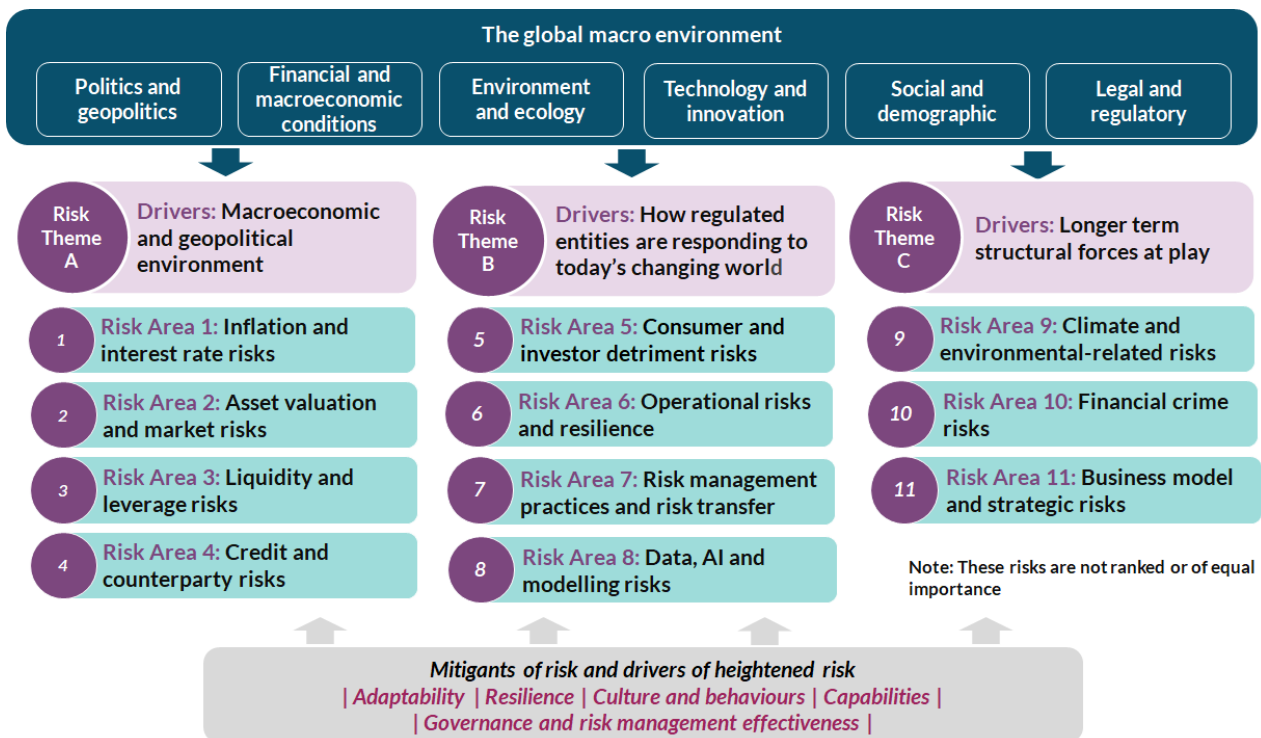 The global macro environment
Politics and
geopolitics
Financial and
macroeconomic
conditions
Environment
and ecology
Technology and
innovation
Social and
demographic
Legal and
regulatory
Risk
Theme
A
Drivers: Macroeconomic
and geopolitical
environment
1
Risk Area 1: Inflation and
interest rate risks
2
Risk Area 2: Asset valuation
and market risks
3
Risk Area 3: Liquidity and
leverage risks
4
Risk Area 4: Credit and
counterparty risks
Risk
Theme
B
Drivers: How regulated
entities are responding to
today's changing world
5
Risk Area 5: Consumer and
investor detriment risks
6
Risk Area 6: Operational risks
and resilience
7
Risk Area 7: Risk management
practices and risk transfer
8
Risk Area 8: Data, AI and
modelling risks
Risk
Theme
C
Drivers: Longer term
structural forces at play
9
Risk Area 9: Climate and
environmental-related risks
10
Risk Area 10: Financial crime
risks
11
Risk Area 11: Business model
and strategic risks
Note: These risks are not ranked or of equal
importance
Mitigants of risk and drivers of heightened risk
| Adaptability | Resilience | Culture and behaviours | Capabilities |
| Governance and risk management effectiveness |